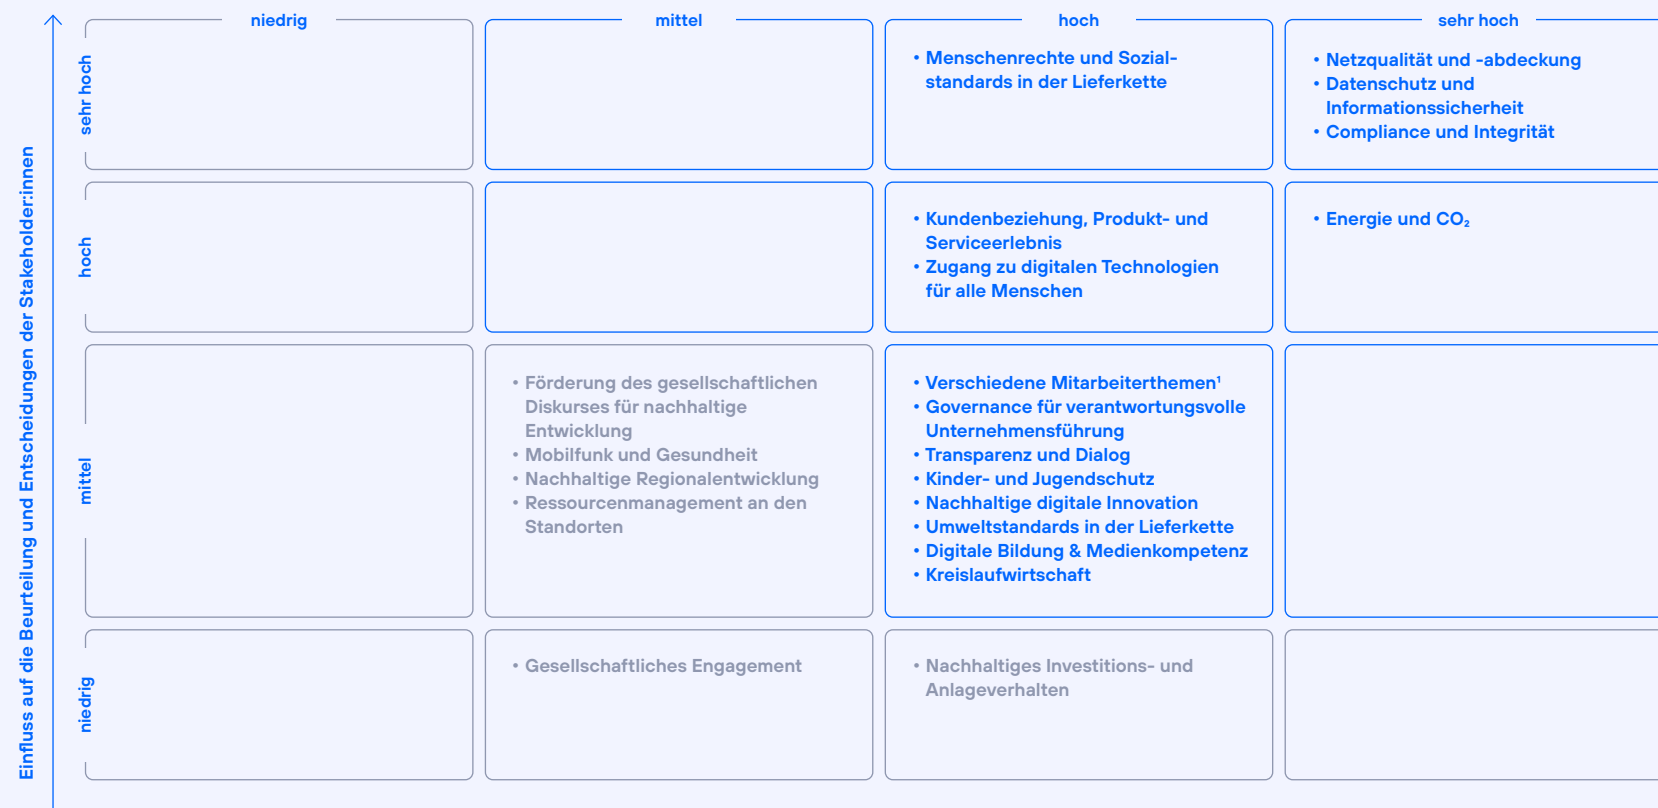 niedrig
mittel
hoch
sehr hoch
Einfluss auf die Beurteilung und Entscheidungen der Stakeholder:innen
sehr hoch
• Menschenrechte und Sozial-
standards in der Lieferkette
• Netzqualität und -abdeckung
• Datenschutz und
Informationssicherheit
• Compliance und Integrität
hoch
• Kundenbeziehung, Produkt- und
Serviceerlebnis
• Zugang zu digitalen Technologien
für alle Menschen
• Energie und CO₂
mittel
• Förderung des gesellschaftlichen
Diskurses für nachhaltige
Entwicklung
• Mobilfunk und Gesundheit
• Nachhaltige Regionalentwicklung
• Ressourcenmanagement an den
Standorten
• Verschiedene Mitarbeiterthemen¹
• Governance für verantwortungsvolle
Unternehmensführung
• Transparenz und Dialog
• Kinder- und Jugendschutz
• Nachhaltige digitale Innovation
• Umweltstandards in der Lieferkette
• Digitale Bildung & Medienkompetenz
• Kreislaufwirtschaft
niedrig
• Gesellschaftliches Engagement
• Nachhaltiges Investitions- und
Anlageverhalten